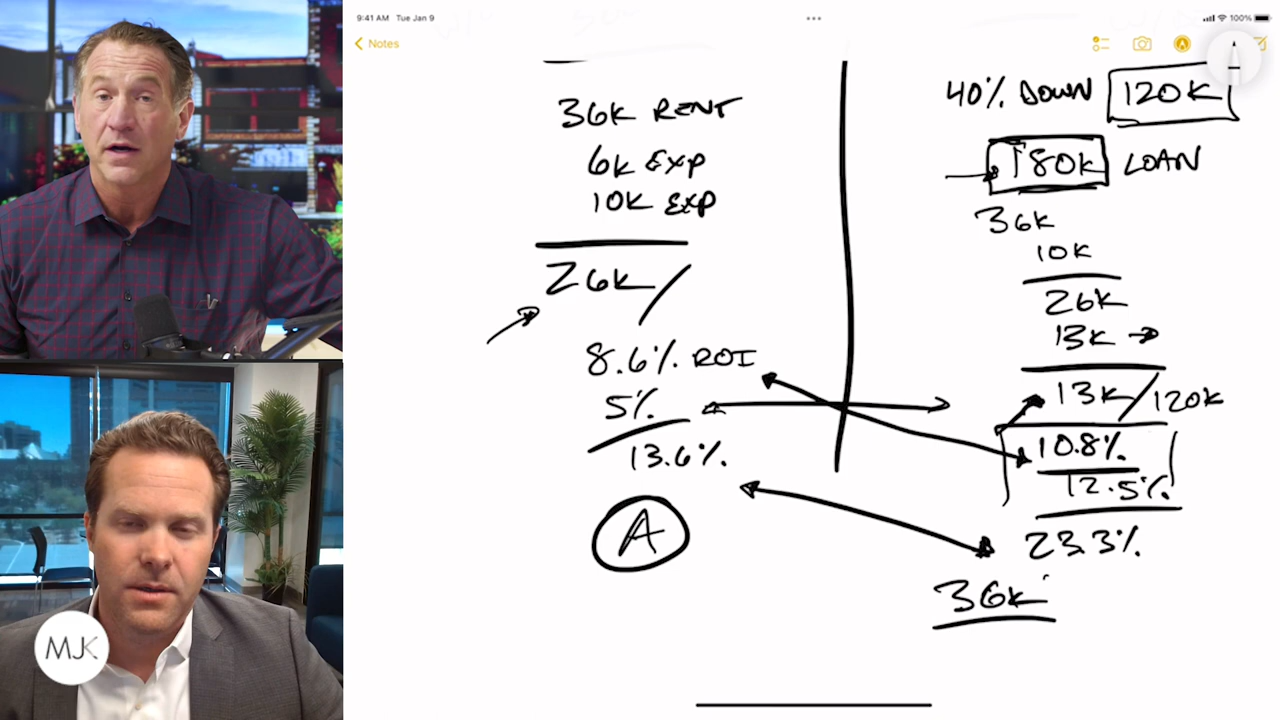 9:41 AM Tue Jan 9
100%
Notes
36K RENT
6K EXP
10K EXP
26K/
8.6% ROI
5%
13.6%
A
40% DOWN 120K
180K LOAN
36K
10K
26K
13K
13K/120K
10.8%
12.5%
23.3%
36K
MJK